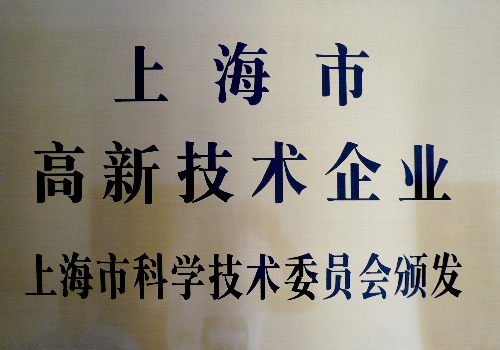 上海市
高新技术企业
上海市科学技术委员会颁发